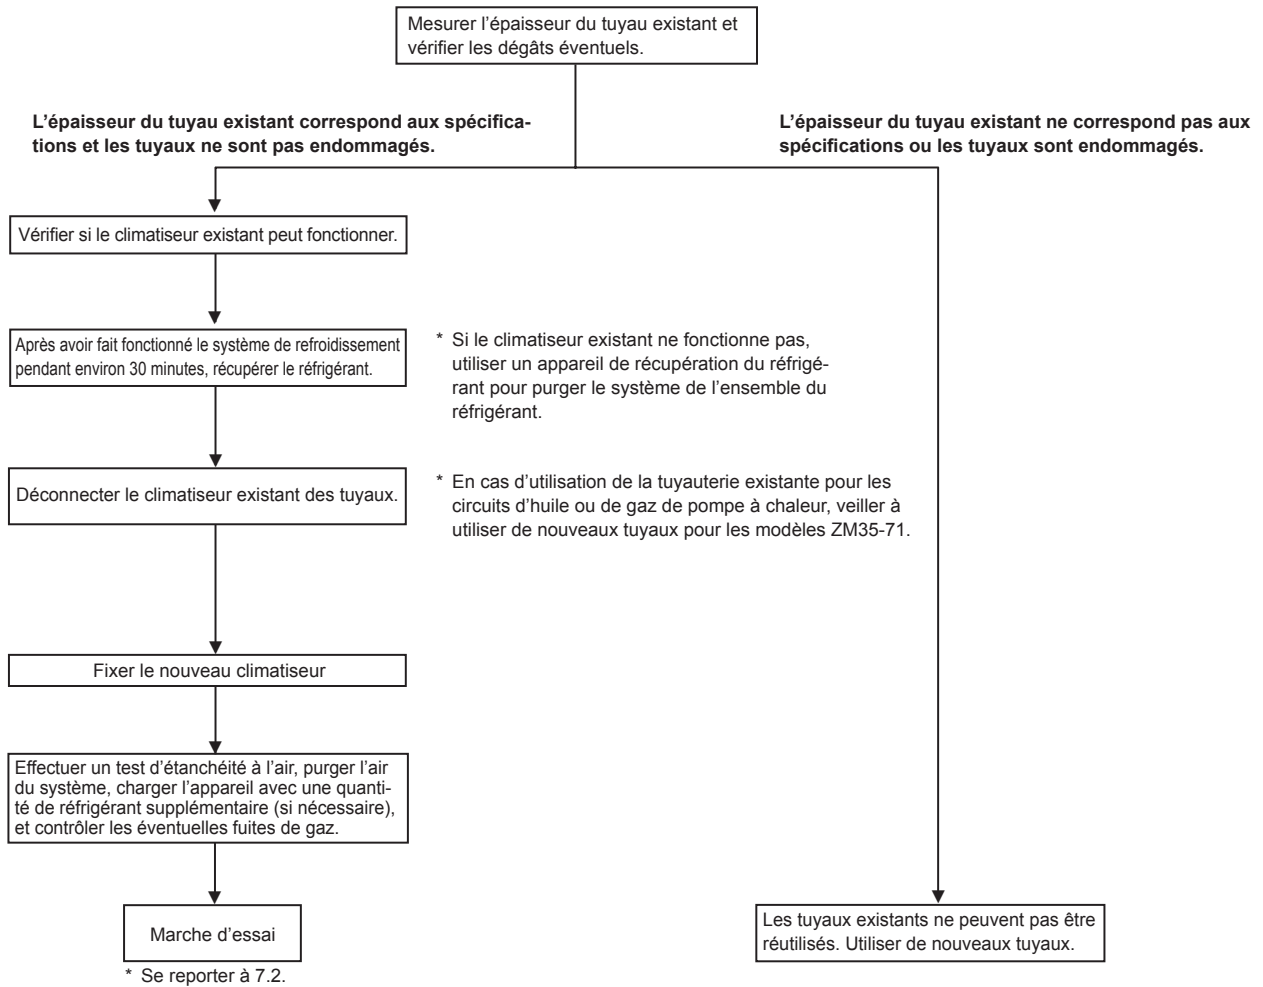 Mesurer l’épaisseur du tuyau existant et
vérifier les dégâts éventuels.
L’épaisseur du tuyau existant correspond aux spécifica-
tions et les tuyaux ne sont pas endommagés.
L’épaisseur du tuyau existant ne correspond pas aux
spécifications ou les tuyaux sont endommagés.
Vérifier si le climatiseur existant peut fonctionner.
Après avoir fait fonctionné le système de refroidissement
pendant environ 30 minutes, récupérer le réfrigérant.
* Si le climatiseur existant ne fonctionne pas,
utiliser un appareil de récupération du réfrigé-
rant pour purger le système de l’ensemble du
réfrigérant.
Déconnecter le climatiseur existant des tuyaux.
* En cas d’utilisation de la tuyauterie existante pour les
circuits d’huile ou de gaz de pompe à chaleur, veiller à
utiliser de nouveaux tuyaux pour les modèles ZM35-71.
Fixer le nouveau climatiseur
Effectuer un test d’étanchéité à l’air, purger l’air
du système, charger l’appareil avec une quanti-
té de réfrigérant supplémentaire (si nécessaire),
et contrôler les éventuelles fuites de gaz.
Marche d’essai
* Se reporter à 7.2.
Les tuyaux existants ne peuvent pas être
réutilisés. Utiliser de nouveaux tuyaux.